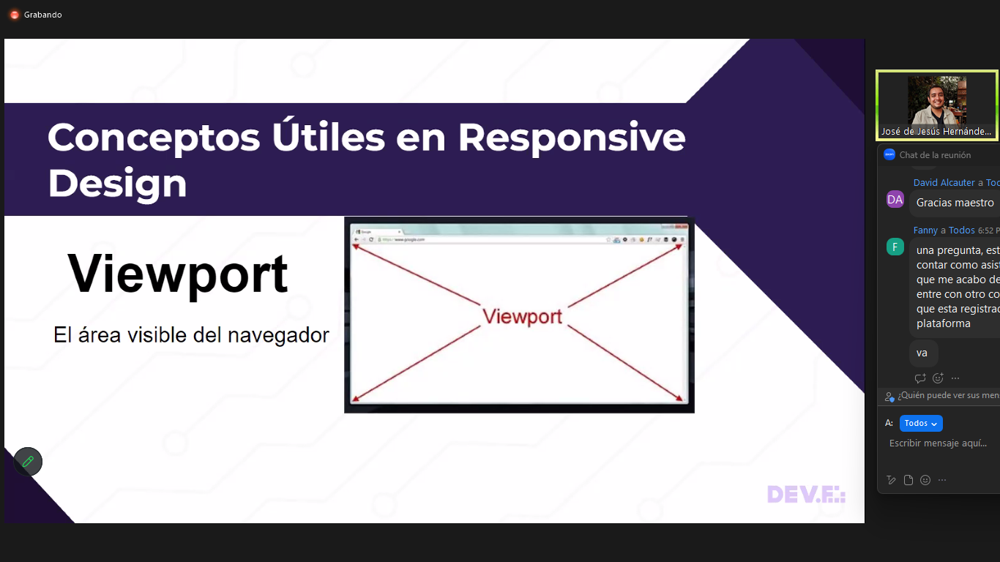 Grabando
Conceptos Útiles en Responsive
Design
Viewport
El área visible del navegador
Google
https://www.google.com
Viewport
DEV.F
José de Jesús Hernánde...
zoom
Chat de la reunión
David Alcauter a Too
DA
Gracias maestro
Fanny a Todos 6:52 P
F
una pregunta, est
contar como asist
que me acabo de
entre con otro co
que esta registrad
plataforma
va
¿Quién puede ver sus men
A:
Todos
Escribir mensaje aquí...